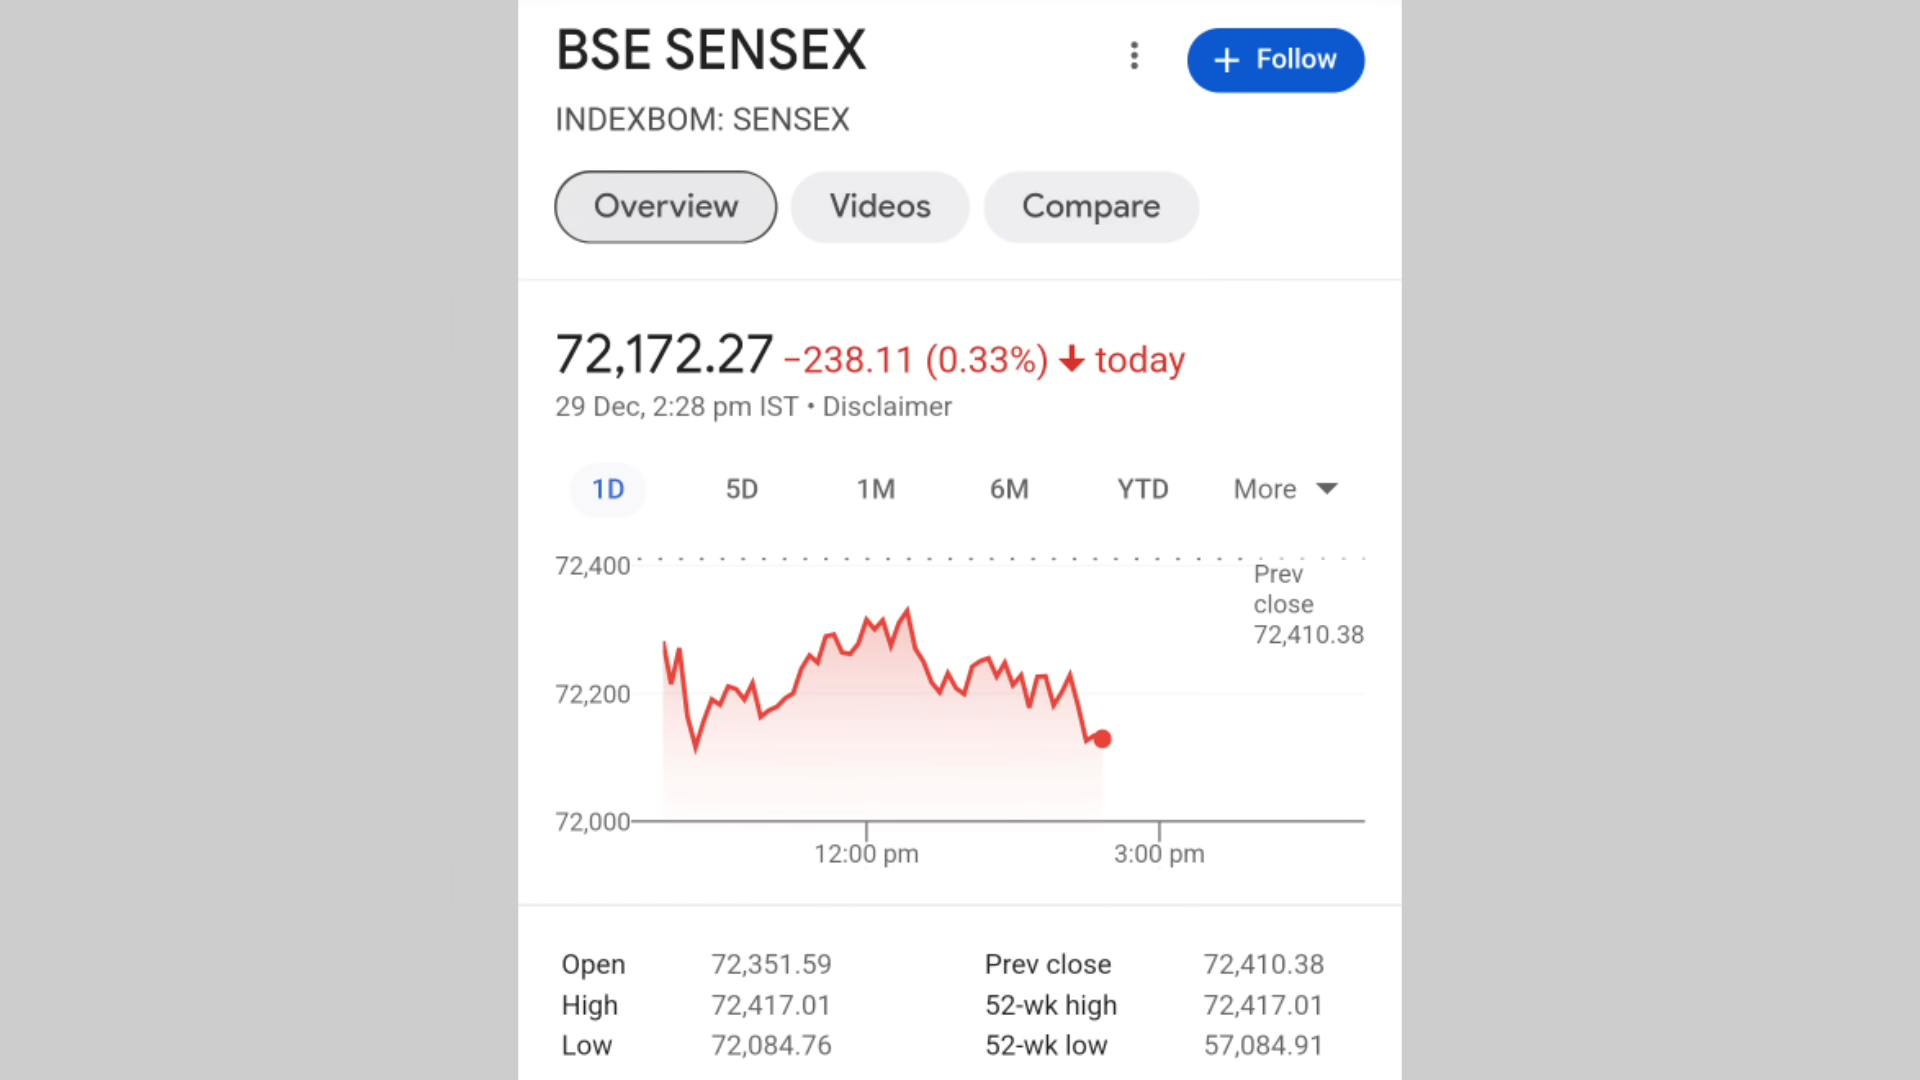 BSE SENSEX
+ Follow
INDEXBOM: SENSEX
Overview Videos Compare
72,172.27 −238.11 (0.33%) ↓ today
29 Dec, 2:28 pm IST • Disclaimer
1D 5D 1M 6M YTD More
72,400
Prev
close
72,410.38
72,200
72,000
12:00 pm 3:00 pm
Open 72,351.59 Prev close 72,410.38
High 72,417.01 52-wk high 72,417.01
Low 72,084.76 52-wk low 57,084.91